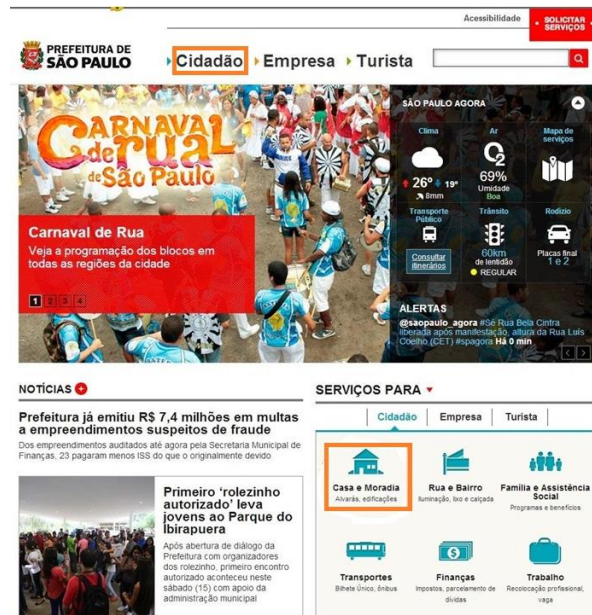 Acessibilidade
SOLICITAR
SERVIÇOS
PREFEITURA DE
SÃO PAULO
Cidadão
Empresa
Turista
CARNAVAL
de rua
de São Paulo
Carnaval de Rua
Veja a programação dos blocos em
todas as regiões da cidade
1 2 3 4
SÃO PAULO AGORA
Clima
26º 19º
8mm
Ar
O2
69%
Umidade
Boa
Mapa de
serviços
Transporte
Público
Consultar
itinerários
Trânsito
60km
de lentidão
REGULAR
Rodízio
Placas final
1 e 2
ALERTAS
@saopaulo_agora #Sé Rua Bela Cintra
liberada após manifestação, altura da Rua Luis
Coelho (CET) #spagora Há 0 min
NOTÍCIAS
Prefeitura já emitiu R$ 7,4 milhões em multas
a empreendimentos suspeitos de fraude
Dos empreendimentos auditados até agora pela Secretaria Municipal de
Finanças, 23 pagaram menos ISS do que o originalmente devido
Primeiro 'rolezinho
autorizado' leva
jovens ao Parque do
Ibirapuera
Após abertura de diálogo da
Prefeitura com organizadores
dos rolezinho, primeiro encontro
autorizado aconteceu neste
sábado (15) com apoio da
administração municipal
SERVIÇOS PARA
Cidadão
Empresa
Turista
Casa e Moradia
Alvarás, edificações
Rua e Bairro
Iluminação, lixo e calçada
Família e Assistência
Social
Programas e benefícios
Transportes
Bilhete Único, ônibus
Finanças
Impostos, parcelamento de
dívidas
Trabalho
Recolocação profissional,
vaga